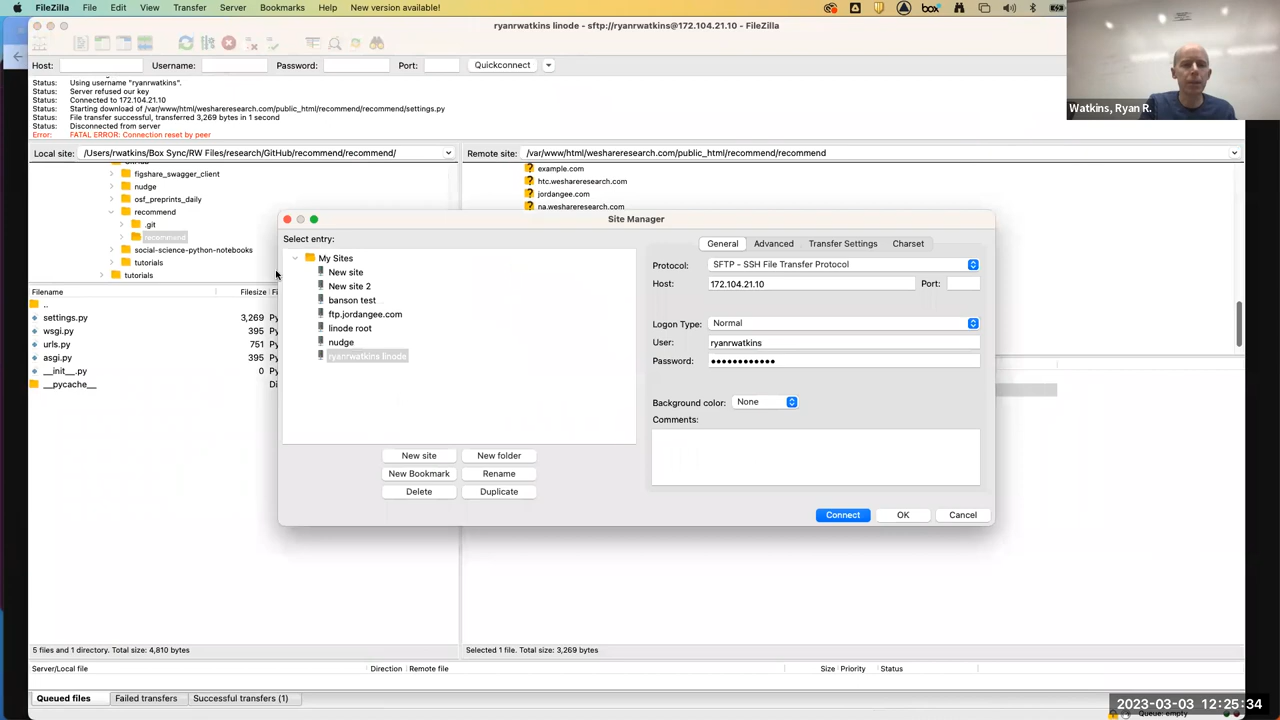 FileZilla File Edit View Transfer Server Bookmarks Help New version available!
ryanrwatkins linode - sftp://ryanrwatkins@172.104.21.10 - FileZilla
Host: Username: Password: Port: Quickconnect
Status: Using username "ryanrwatkins".
Status: Server refused our key
Status: Connected to 172.104.21.10
Status: Starting download of /var/www/html/weshareresearch.com/public_html/recommend/recommend/settings.py
Status: File transfer successful, transferred 3,269 bytes in 1 second
Status: Disconnected from server
Error: FATAL ERROR: Connection reset by peer
Watkins, Ryan R.
Local site: /Users/rwatkins/Box Sync/RW Files/research/GitHub/recommend/recommend/
Remote site: /var/www/html/weshareresearch.com/public_html/recommend/recommend
figshare_swagger_client
nudge
osf_preprints_daily
recommend
.git
recommend
social-science-python-notebooks
tutorials
tutorials
example.com
htc.weshareresearch.com
jordangee.com
na.weshareresearch.com
Filename Filesize
..
settings.py 3,269
wsgi.py 395
urls.py 751
asgi.py 395
__init__.py 0
__pycache__
Site Manager
Select entry:
My Sites
New site
New site 2
banson test
ftp.jordangee.com
linode root
nudge
ryanrwatkins linode
New site New folder
New Bookmark Rename
Delete Duplicate
General Advanced Transfer Settings Charset
Protocol: SFTP - SSH File Transfer Protocol
Host: 172.104.21.10 Port:
Logon Type: Normal
User: ryanrwatkins
Password: ••••••••••••
Background color: None
Comments:
Connect OK Cancel
5 files and 1 directory. Total size: 4,810 bytes
Selected 1 file. Total size: 3,269 bytes
Server/Local file Direction Remote file Size Priority Status
Queued files Failed transfers Successful transfers (1)
2023-03-03 12:25:34
Queue: empty